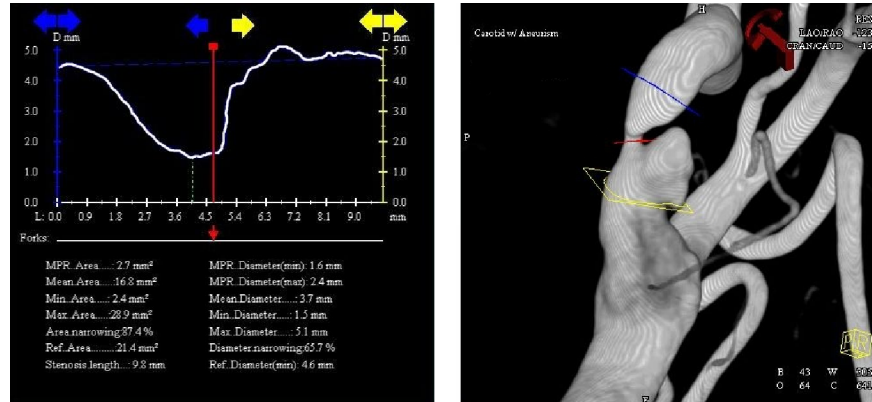 D mm
D mm
5.0 5.0
4.0 4.0
3.0 3.0
2.0 2.0
1.0 1.0
L: 0.0 0.9 1.8 2.7 3.6 4.5 5.4 6.3 7.2 8.1 9.0 mm
Forks:
MPR..Area....: 2.7 mm² MPR..Diameter(min): 1.6 mm
Mean.Area....:16.8 mm² MPR..Diameter(max): 2.4 mm
Min..Area.....: 2.4 mm² Mean.Diameter.....: 3.7 mm
Max..Area....:28.9 mm² Min..Diameter......: 1.5 mm
Area.narrowing:87.4 % Max..Diameter.....: 5.1 mm
Ref..Area.........:21.4 mm² Diameter.narrowing:65.7 %
Stenosis.length...: 9.8 mm Ref..Diameter(min): 4.6 mm
Carotid w/ Aneurism
H
LAO/RAO -123
CRAN/CAUD -15
P
F
P R
B 43 W
O 64 C